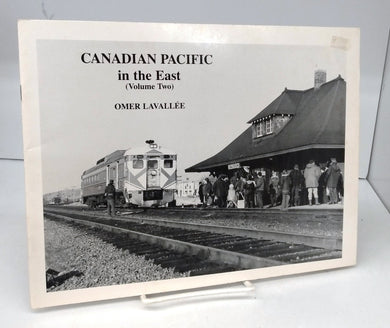 CANADIAN PACIFIC
in the East
(Volume Two)
OMER LAVALLÉE